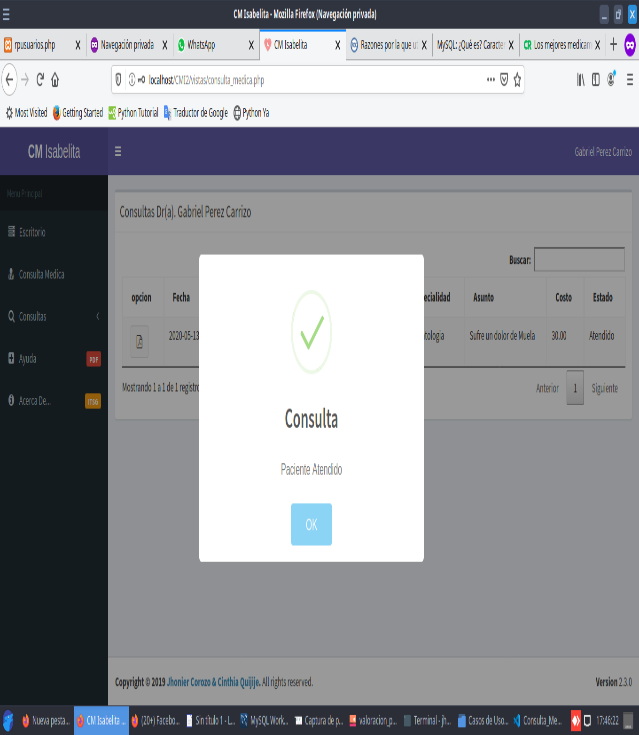 CM Isabelita - Mozilla Firefox (Navegación privada)
rpusuarios.php X Navegación privada X WhatsApp X CM Isabelita X Razones por la que ut X MySQL: ¿Qué es? Caracter X CR Los mejores medicam X +
localhost/CMI2/vistas/consulta_medica.php
Most Visited Getting Started Python Tutorial Traductor de Google Python Ya
CM Isabelita Gabriel Perez Carrizo
Menu Principal
Escritorio
Consulta Medica
Consultas
Ayuda PDF
Acerca De...
Consultas Dr(a). Gabriel Perez Carrizo
Buscar:
opcion Fecha ecialidad Asunto Costo Estado
2020-05-13 tologia Sufre un dolor de Muela 30.00 Atendido
Mostrando 1 a 1 de 1 registro Anterior 1 Siguiente
Consulta
Paciente Atendido
OK
Copyright © 2019 Jhonier Corozo & Cinthia Quijije. All rights reserved. Version 2.3.0
Nueva pesta... CM Isabelita ... (20+) Facebo... Sin título 1 - L... MySQL Work... Captura de p... valoracion_p... Terminal - jh... Casos de Uso... Consulta_Me... 17:46:22